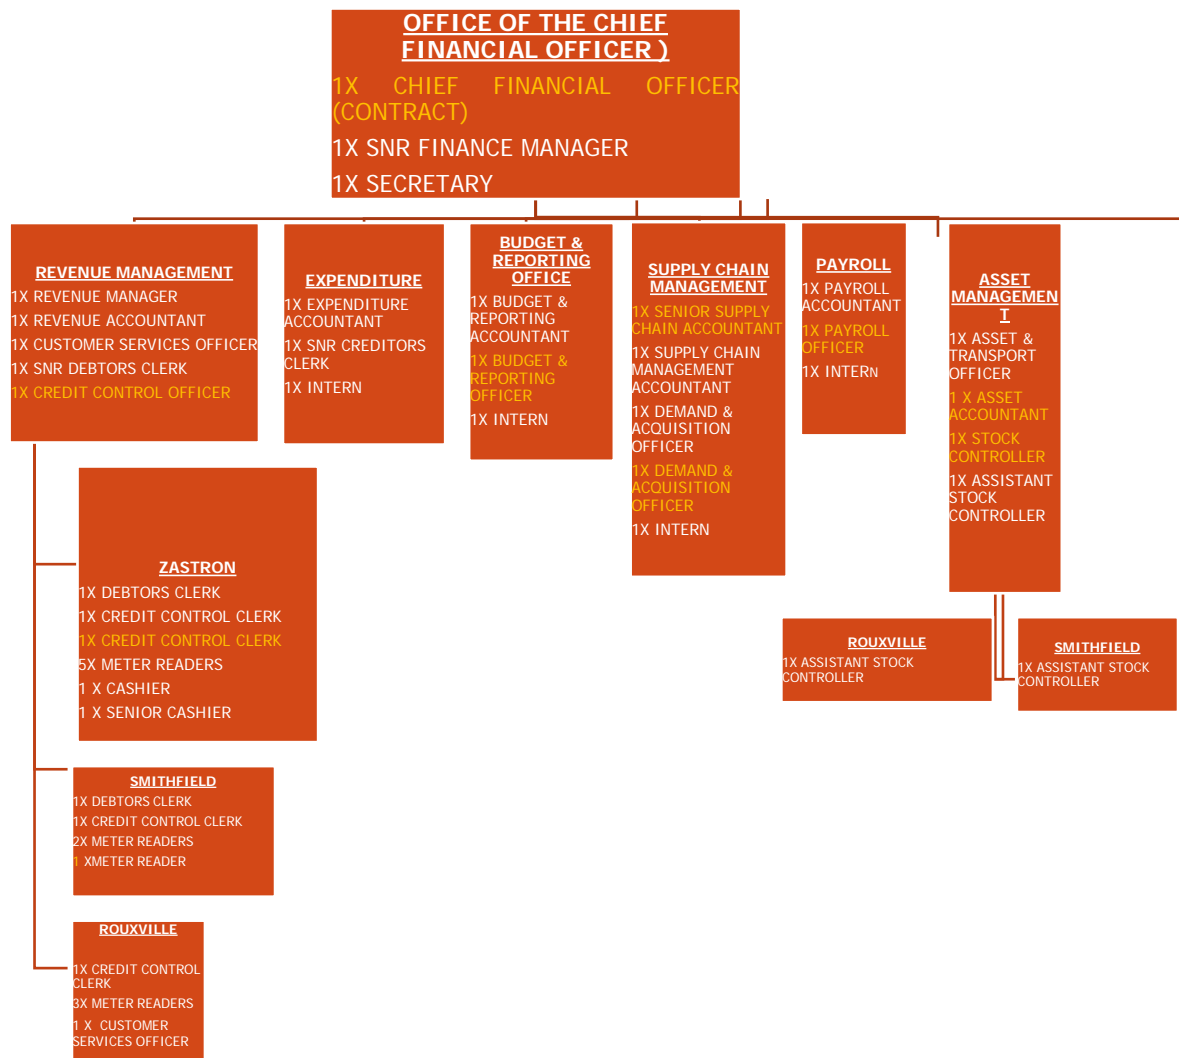 OFFICE OF THE CHIEF
FINANCIAL OFFICER )
1X CHIEF FINANCIAL OFFICER
(CONTRACT)
1X SNR FINANCE MANAGER
1X SECRETARY
REVENUE MANAGEMENT
1X REVENUE MANAGER
1X REVENUE ACCOUNTANT
1X CUSTOMER SERVICES OFFICER
1X SNR DEBTORS CLERK
1X CREDIT CONTROL OFFICER
EXPENDITURE
1X EXPENDITURE
ACCOUNTANT
1X SNR CREDITORS
CLERK
1X INTERN
BUDGET &
REPORTING
OFFICE
1X BUDGET &
REPORTING
ACCOUNTANT
1X BUDGET &
REPORTING
OFFICER
1X INTERN
SUPPLY CHAIN
MANAGEMENT
1X SENIOR SUPPLY
CHAIN ACCOUNTANT
1X SUPPLY CHAIN
MANAGEMENT
ACCOUNTANT
1X DEMAND &
ACQUISITION
OFFICER
1X DEMAND &
ACQUISITION
OFFICER
1X INTERN
PAYROLL
1X PAYROLL
ACCOUNTANT
1X PAYROLL
OFFICER
1X INTERN
ASSET
MANAGEMEN
T
1X ASSET &
TRANSPORT
OFFICER
1 X ASSET
ACCOUNTANT
1X STOCK
CONTROLLER
1X ASSISTANT
STOCK
CONTROLLER
ZASTRON
1X DEBTORS CLERK
1X CREDIT CONTROL CLERK
1X CREDIT CONTROL CLERK
5X METER READERS
1 X CASHIER
1 X SENIOR CASHIER
ROUXVILLE
1X ASSISTANT STOCK
CONTROLLER
SMITHFIELD
1X ASSISTANT STOCK
CONTROLLER
SMITHFIELD
1X DEBTORS CLERK
1X CREDIT CONTROL CLERK
2X METER READERS
1 XMETER READER
ROUXVILLE
1X CREDIT CONTROL
CLERK
3X METER READERS
1 X CUSTOMER
SERVICES OFFICER